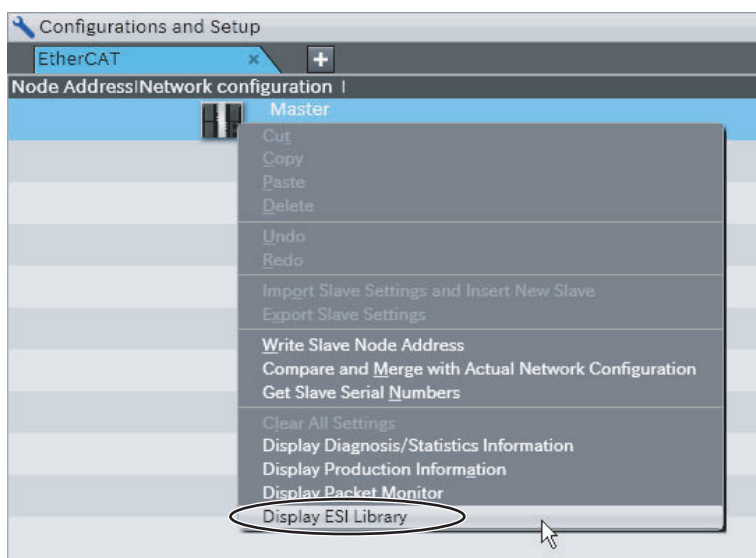 Configurations and Setup
EtherCAT × +
Node Address|Network configuration |
Master
Cut
Copy
Paste
Delete
Undo
Redo
Import Slave Settings and Insert New Slave
Export Slave Settings
Write Slave Node Address
Compare and Merge with Actual Network Configuration
Get Slave Serial Numbers
Clear All Settings
Display Diagnosis/Statistics Information
Display Production Information
Display Packet Monitor
Display ESI Library